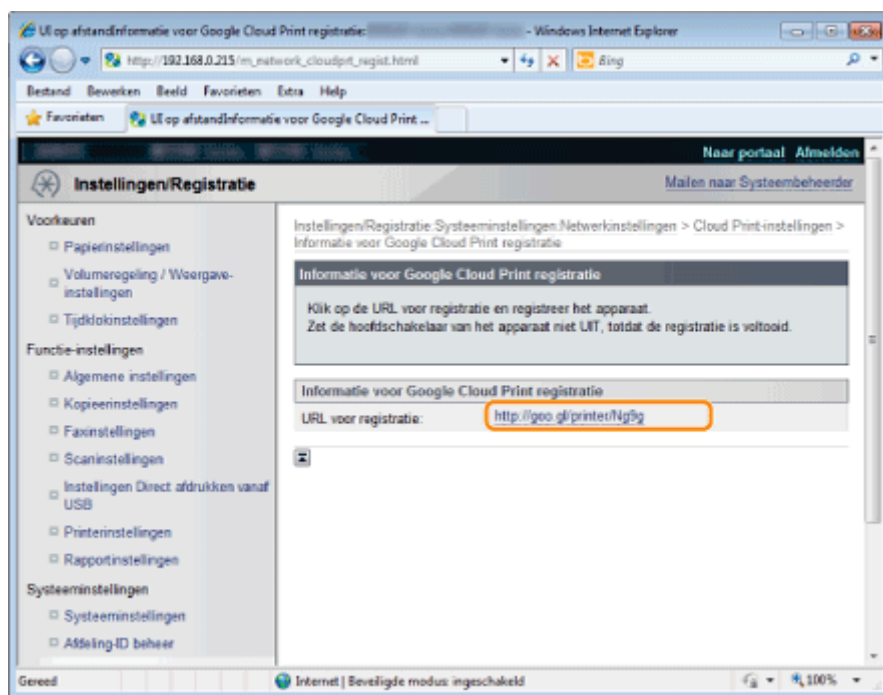 UI op afstandInformatie voor Google Cloud Print registratie: - Windows Internet Explorer
http://192.168.0.215/m_network_cloudprt_regist.html
Bing
Bestand Bewerken Beeld Favorieten Extra Help
Favorieten
UI op afstandInformatie voor Google Cloud Print ...
Naar portaal Afmelden
Instellingen/Registratie
Mailen naar Systeembeheerder
Voorkeuren
Papierinstellingen
Volumeregeling / Weergave-
instellingen
Tijdklokinstellingen
Functie-instellingen
Algemene instellingen
Kopieerinstellingen
Faxinstellingen
Scaninstellingen
Instellingen Direct afdrukken vanaf
USB
Printerinstellingen
Rapportinstellingen
Systeeminstellingen
Systeeminstellingen
Afdeling-ID beheer
Instellingen/Registratie:Systeeminstellingen:Netwerkinstellingen > Cloud Print-instellingen >
Informatie voor Google Cloud Print registratie
Informatie voor Google Cloud Print registratie
Klik op de URL voor registratie en registreer het apparaat.
Zet de hoofdschakelaar van het apparaat niet UIT, totdat de registratie is voltooid.
Informatie voor Google Cloud Print registratie
URL voor registratie: http://goo.gl/printer/Ng9g
Gereed
Internet | Beveiligde modus: ingeschakeld
100%